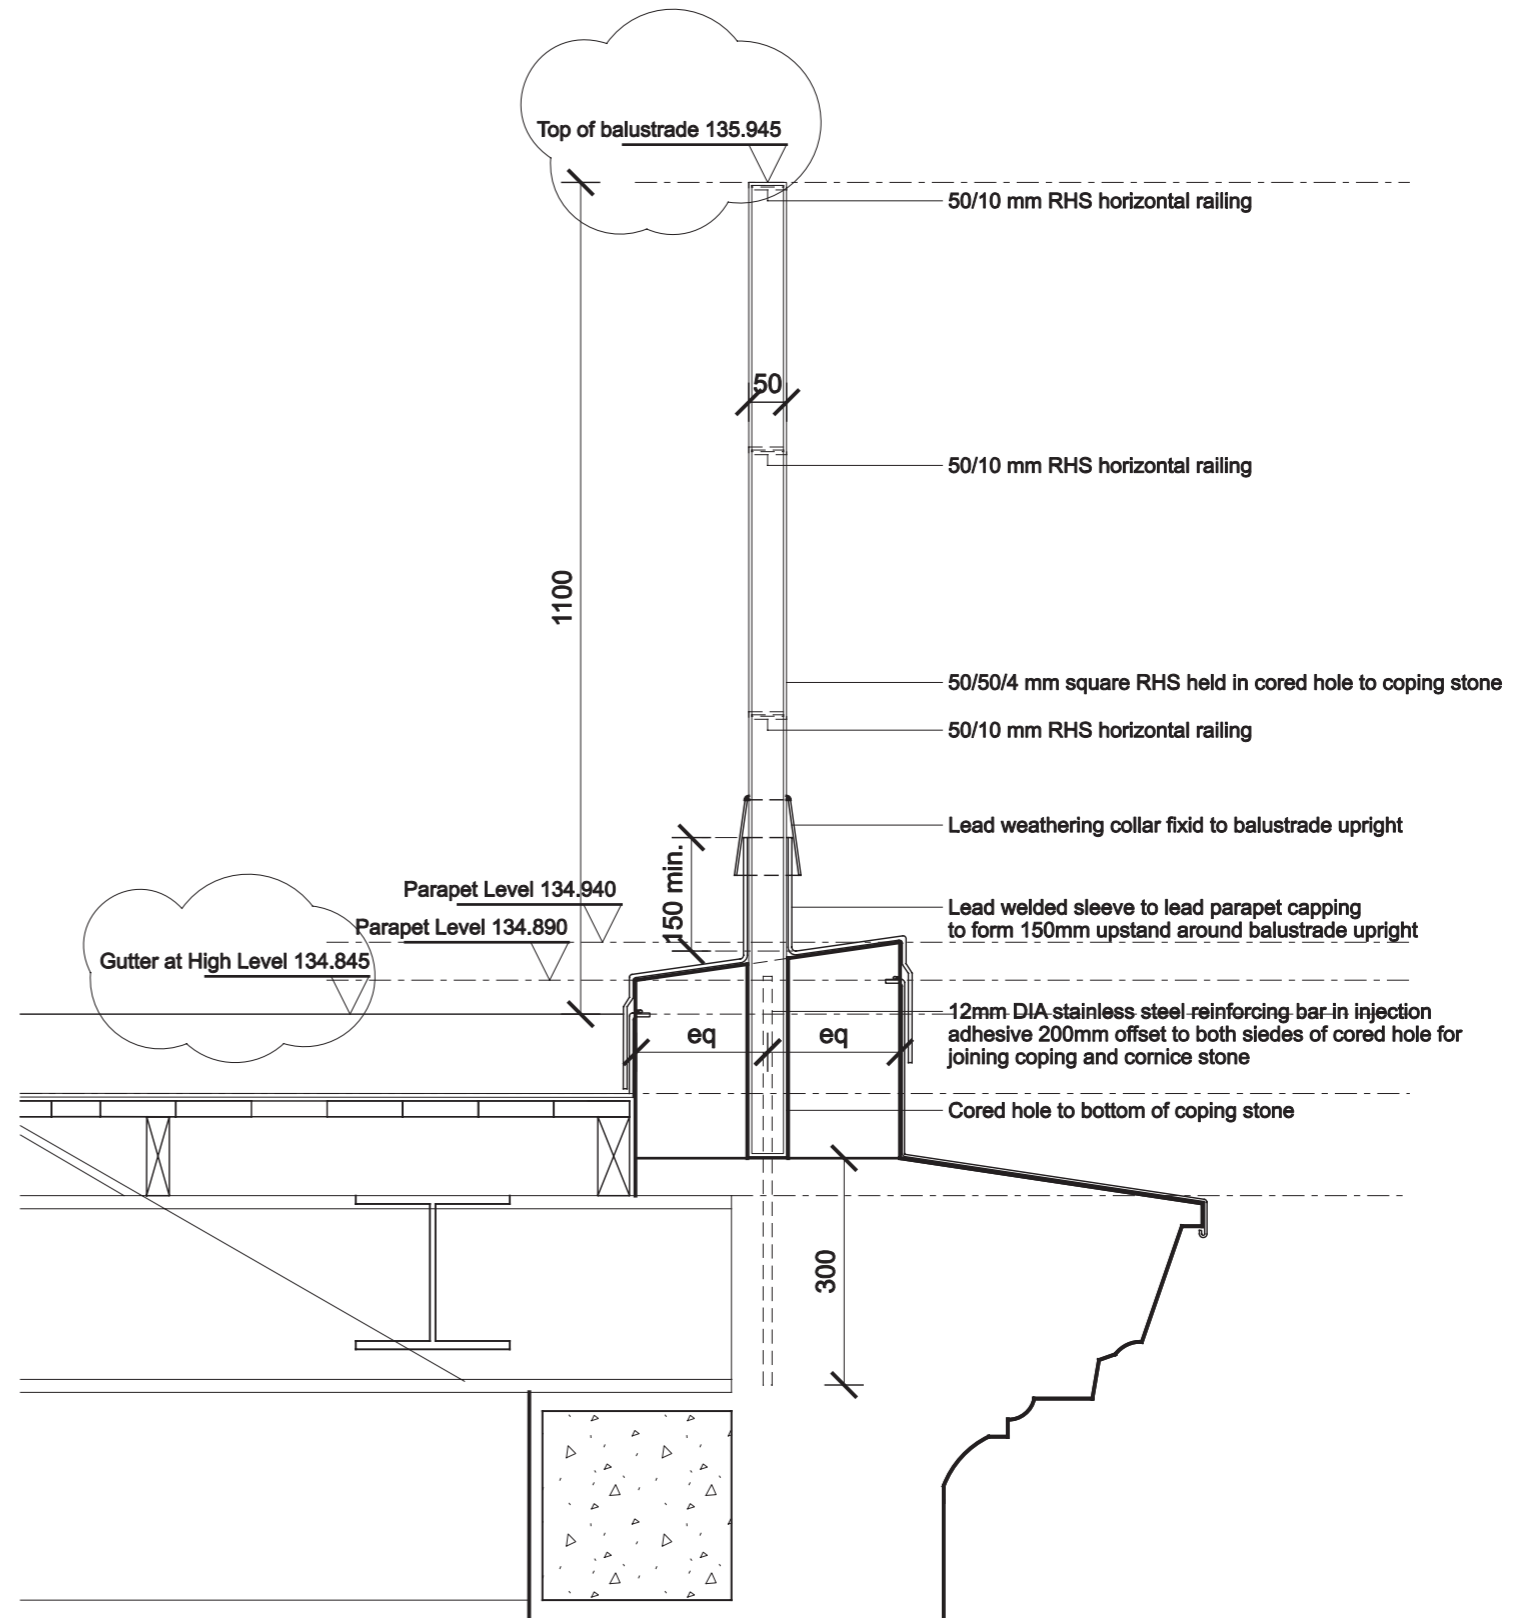 Top of balustrade 135.945
50/10 mm RHS horizontal railing
50
50/10 mm RHS horizontal railing
1100
50/50/4 mm square RHS held in cored hole to coping stone
50/10 mm RHS horizontal railing
Lead weathering collar fixid to balustrade upright
150 min.
Parapet Level 134.940
Parapet Level 134.890
Gutter at High Level 134.845
Lead welded sleeve to lead parapet capping
to form 150mm upstand around balustrade upright
12mm DIA stainless steel reinforcing bar in injection
adhesive 200mm offset to both siedes of cored hole for
joining coping and cornice stone
eq
eq
Cored hole to bottom of coping stone
300